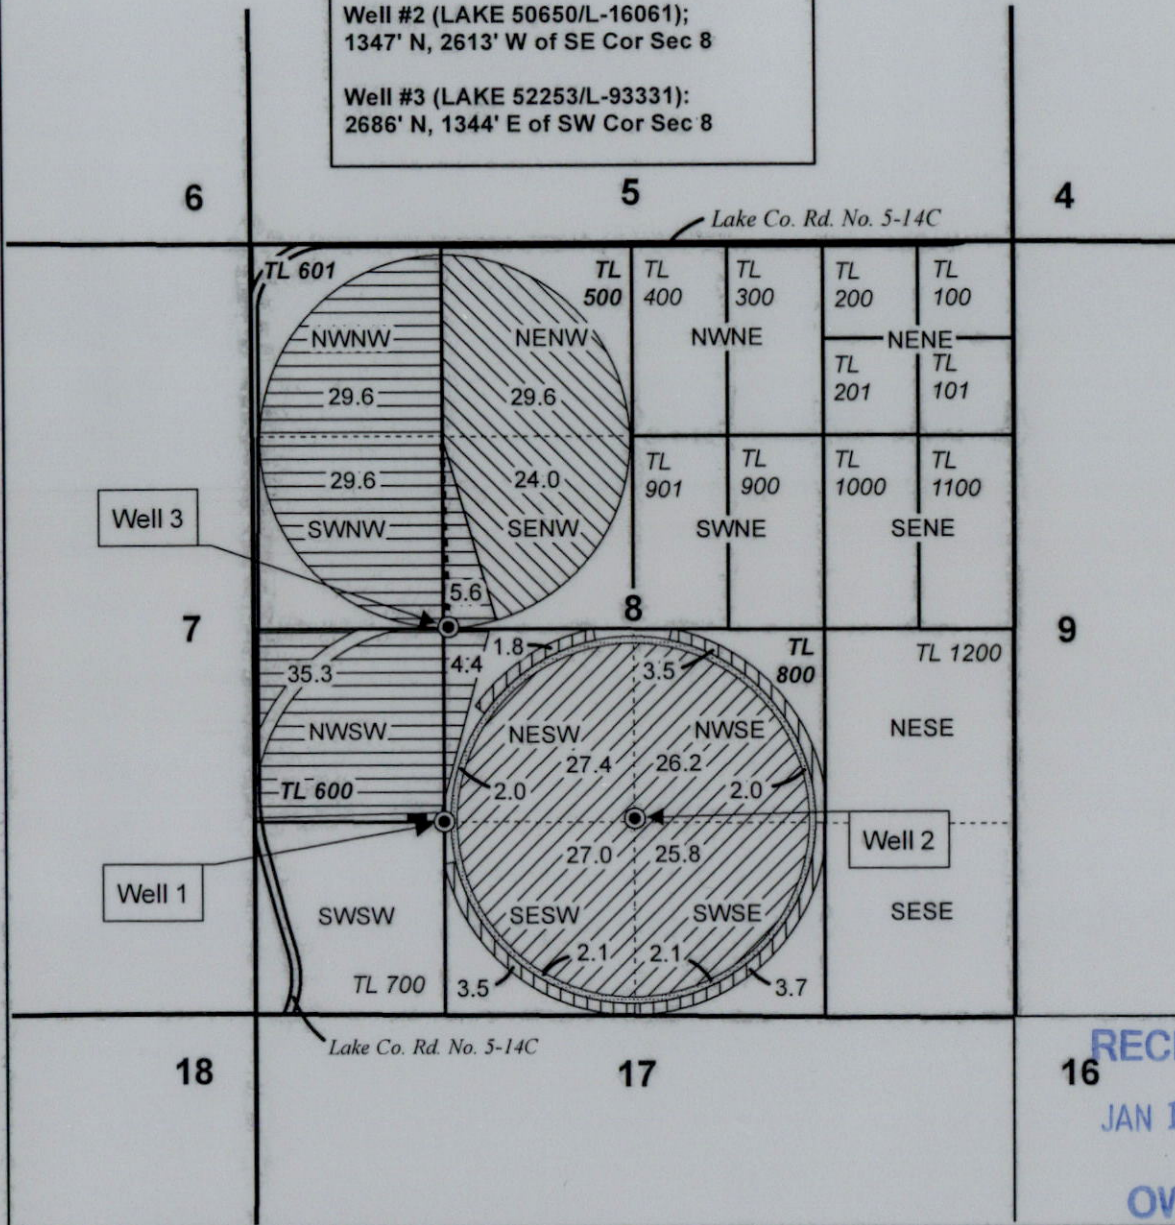 Well #2 (LAKE 50650/L-16061);
1347' N, 2613' W of SE Cor Sec 8
Well #3 (LAKE 52253/L-93331):
2686' N, 1344' E of SW Cor Sec 8
6
5
4
Lake Co. Rd. No. 5-14C
TL 601
TL
500
TL
400
TL
300
TL
200
TL
100
NWNW
NENW
NWNE
NENE
TL
201
TL
101
29.6
29.6
29.6
24.0
TL
901
TL
900
TL
1000
TL
1100
Well 3
SWNW
SENW
SWNE
SENE
5.6
7
8
9
35.3
4.4
1.8
3.5
TL
800
TL 1200
NWSW
NESW
NWSE
NESE
27.4
26.2
TL 600
2.0
2.0
Well 2
27.0
25.8
Well 1
SWSW
SESW
SWSE
SESE
2.1
2.1
TL 700
3.5
3.7
Lake Co. Rd. No. 5-14C
18
17
16
JAN